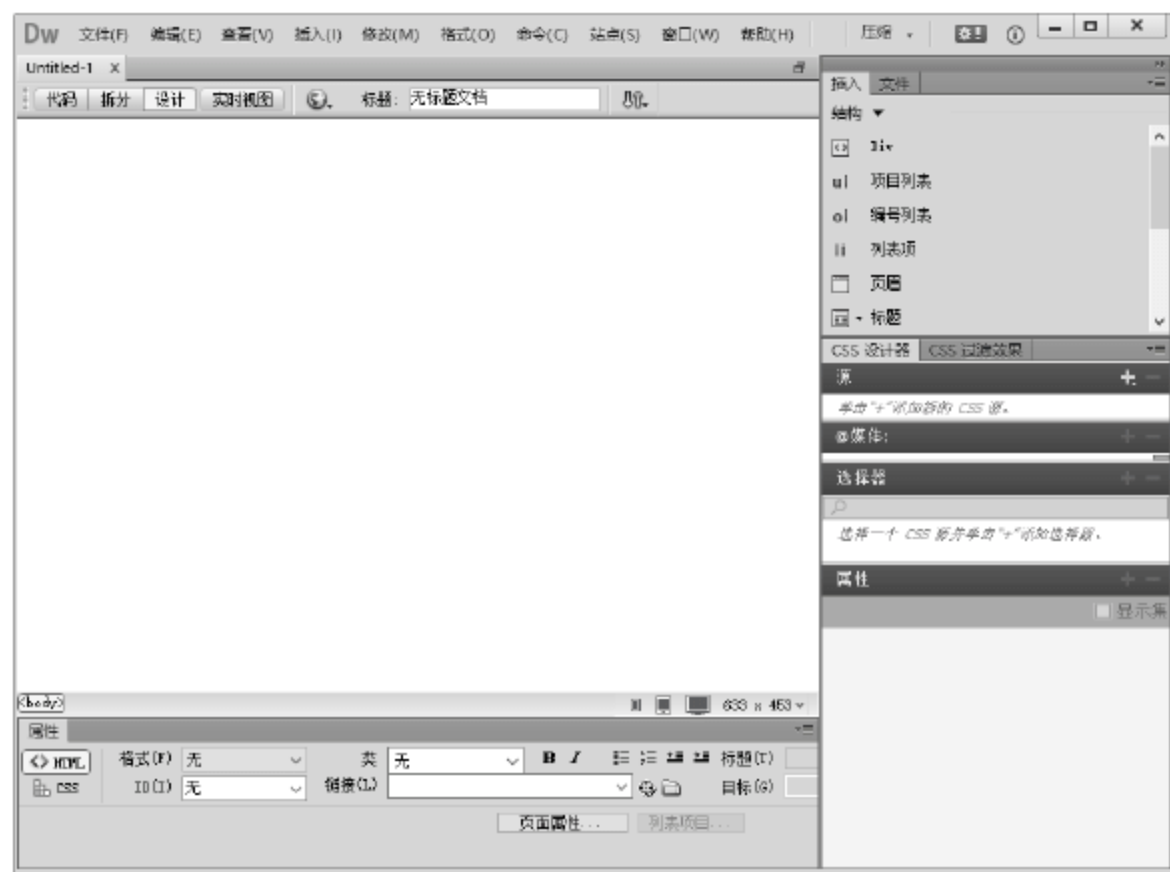 Dw 文件(F) 编辑(E) 查看(V) 插入(I) 修改(M) 格式(O) 命令(C) 站点(S) 窗口(W) 帮助(H) 压缩
Untitled-1 X
代码 拆分 设计 实时视图 标题: 无标题文档
插入 文件
结构
Div
ul 项目列表
ol 编号列表
li 列表项
页眉
标题
CSS 设计器 CSS 过渡效果
源
单击"+"添加新的 CSS 源。
@媒体:
选择器
选择一个 CSS 源并单击"+"添加选择器。
属性
显示集
<body> 633 x 453
属性
<> HTML 格式(F) 无 类 无 B I 标题(T)
CSS ID(I) 无 链接(L) 目标(G)
页面属性... 列表项目...